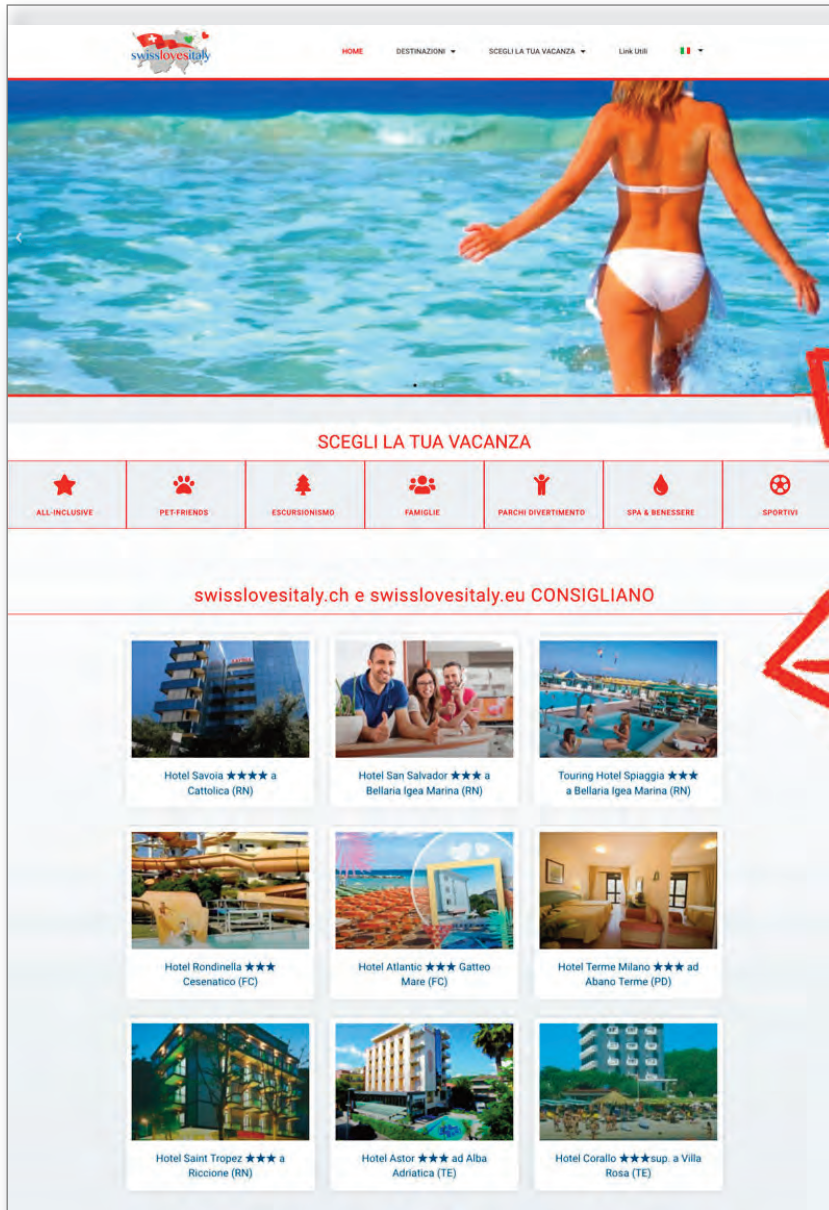 swisslovesitaly
HOME DESTINAZIONI SCEGLI LA TUA VACANZA Link Utili
SCEGLI LA TUA VACANZA
ALL-INCLUSIVE PET-FRIENDS ESCURSIONISMO FAMIGLIE PARCHI DIVERTIMENTO SPA & BENESSERE SPORTIVI
swisslovesitaly.ch e swisslovesitaly.eu CONSIGLIANO
Hotel Savoia ★★★★ a
Cattolica (RN)
Hotel San Salvador ★★★ a
Bellaria Igea Marina (RN)
Touring Hotel Spiaggia ★★★
a Bellaria Igea Marina (RN)
Hotel Rondinella ★★★
Cesenatico (FC)
Hotel Atlantic ★★★ Gatteo
Mare (FC)
Hotel Terme Milano ★★★ ad
Abano Terme (PD)
Hotel Saint Tropez ★★★ a
Riccione (RN)
Hotel Astor ★★★ ad Alba
Adriatica (TE)
Hotel Corallo ★★★sup. a Villa
Rosa (TE)